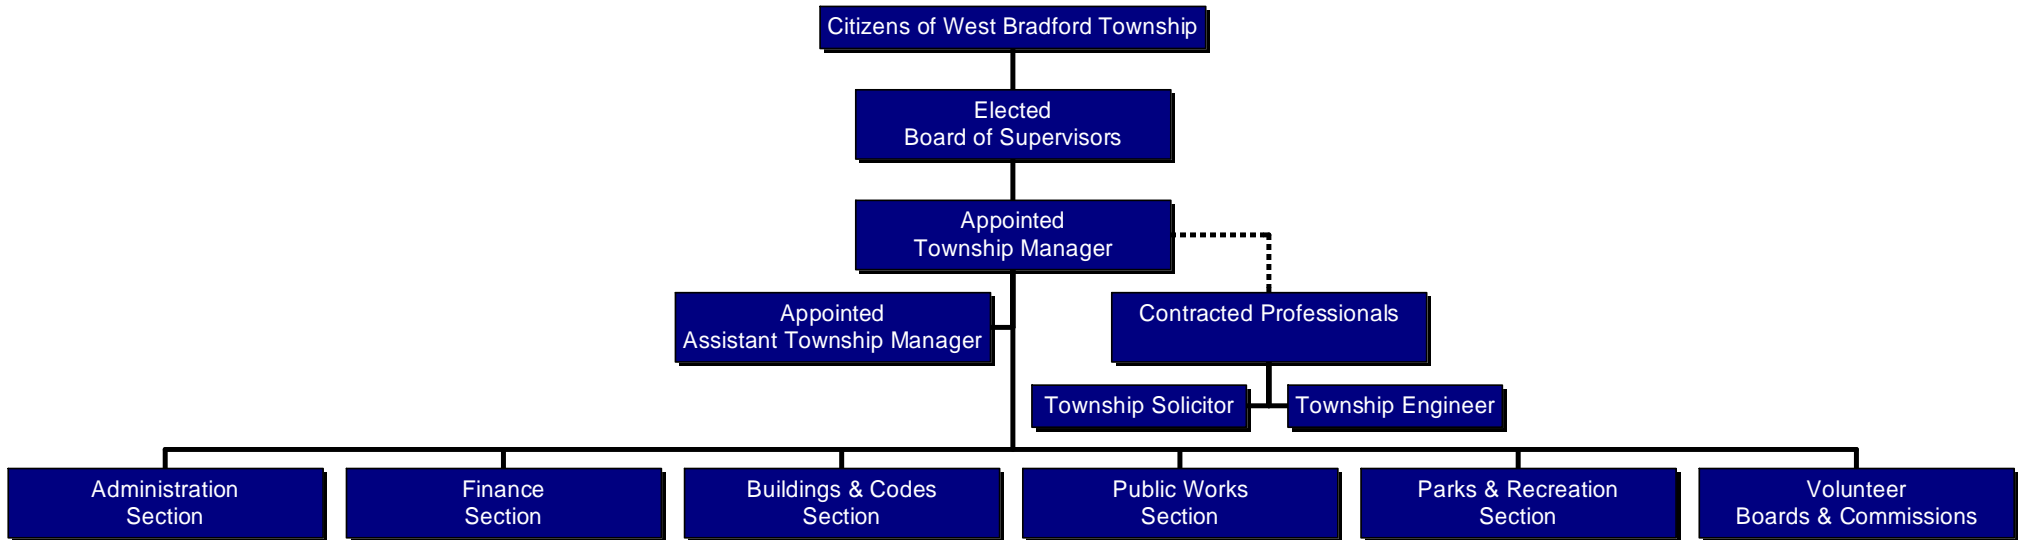 Citizens of West Bradford Township
Elected
Board of Supervisors
Appointed
Township Manager
Appointed
Assistant Township Manager
Contracted Professionals
Township Solicitor
Township Engineer
Administration
Section
Finance
Section
Buildings & Codes
Section
Public Works
Section
Parks & Recreation
Section
Volunteer
Boards & Commissions